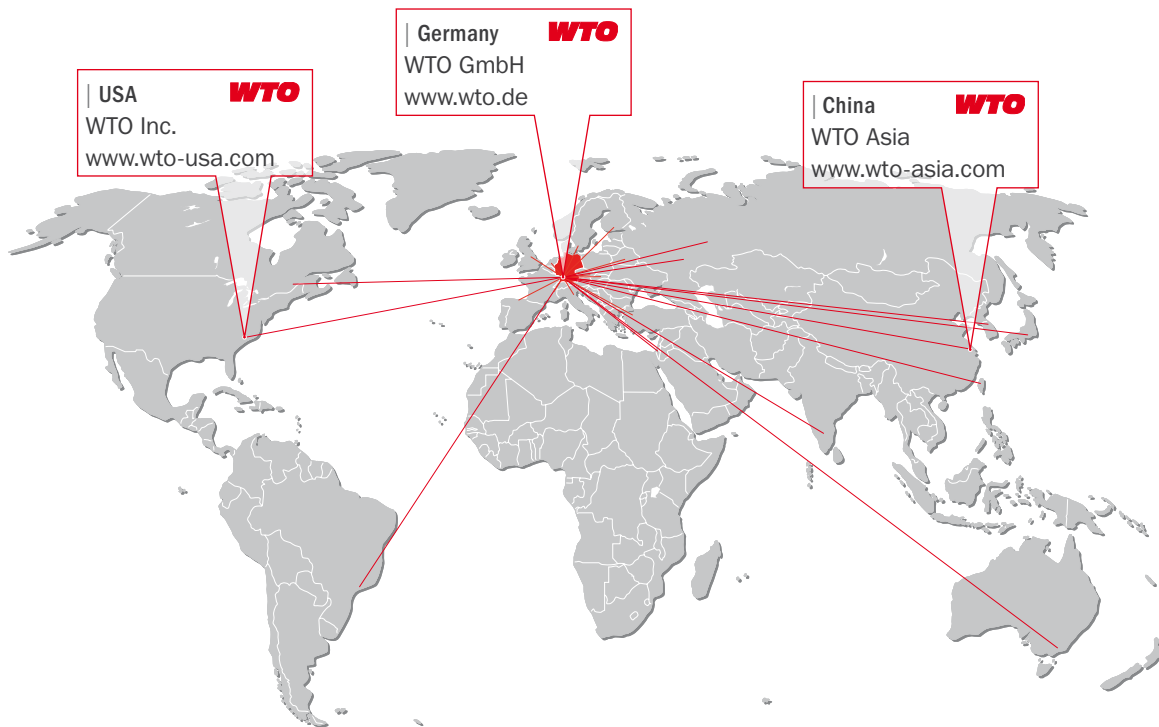 | USA WTO
WTO Inc.
www.wto-usa.com
| Germany WTO
WTO GmbH
www.wto.de
| China WTO
WTO Asia
www.wto-asia.com